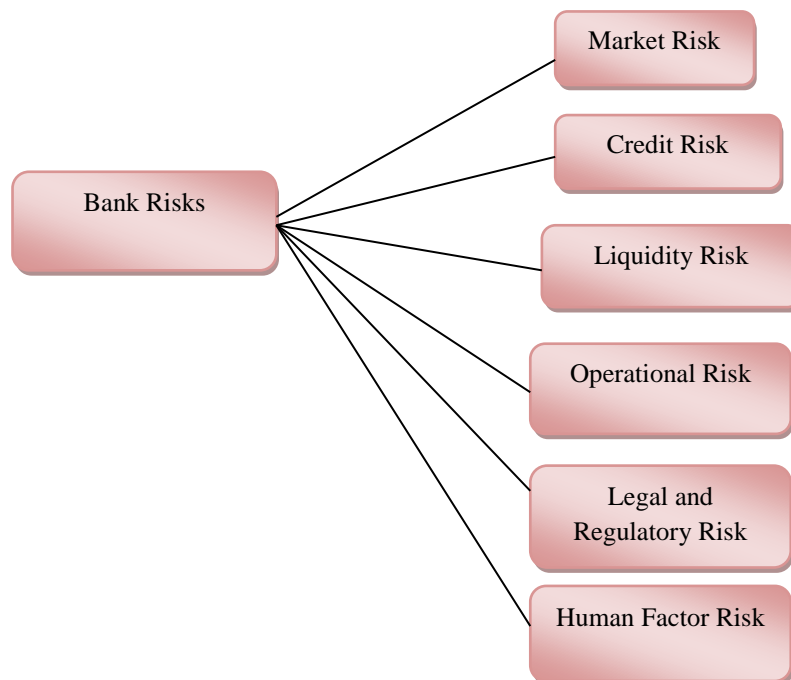 Market Risk
Credit Risk
Bank Risks
Liquidity Risk
Operational Risk
Legal and
Regulatory Risk
Human Factor Risk